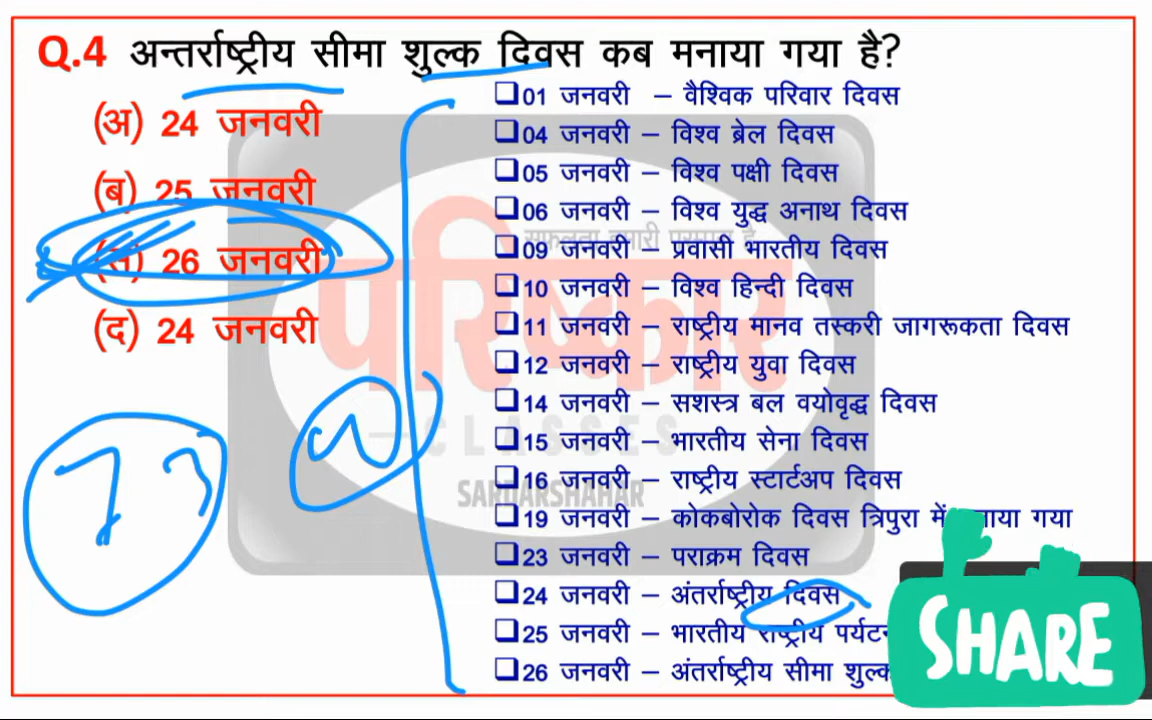 Q.4 अन्तर्राष्ट्रीय सीमा शुल्क दिवस कब मनाया गया है?
(अ) 24 जनवरी
(ब) 25 जनवरी
(स) 26 जनवरी
(द) 24 जनवरी
01 जनवरी – वैश्विक परिवार दिवस
04 जनवरी – विश्व ब्रेल दिवस
05 जनवरी – विश्व पक्षी दिवस
06 जनवरी – विश्व युद्ध अनाथ दिवस
09 जनवरी – प्रवासी भारतीय दिवस
10 जनवरी – विश्व हिन्दी दिवस
11 जनवरी – राष्ट्रीय मानव तस्करी जागरूकता दिवस
12 जनवरी – राष्ट्रीय युवा दिवस
14 जनवरी – सशस्त्र बल वयोवृद्ध दिवस
15 जनवरी – भारतीय सेना दिवस
16 जनवरी – राष्ट्रीय स्टार्टअप दिवस
19 जनवरी – कोकबोरोक दिवस त्रिपुरा में गया
23 जनवरी – पराक्रम दिवस
24 जनवरी – अंतर्राष्ट्रीय दिवस
25 जनवरी – भारतीय राष्ट्रीय
26 जनवरी – अंतर्राष्ट्रीय सीमा शुल्क
परिष्कार
CLASSES
SARDARSHAHAR
SHARE